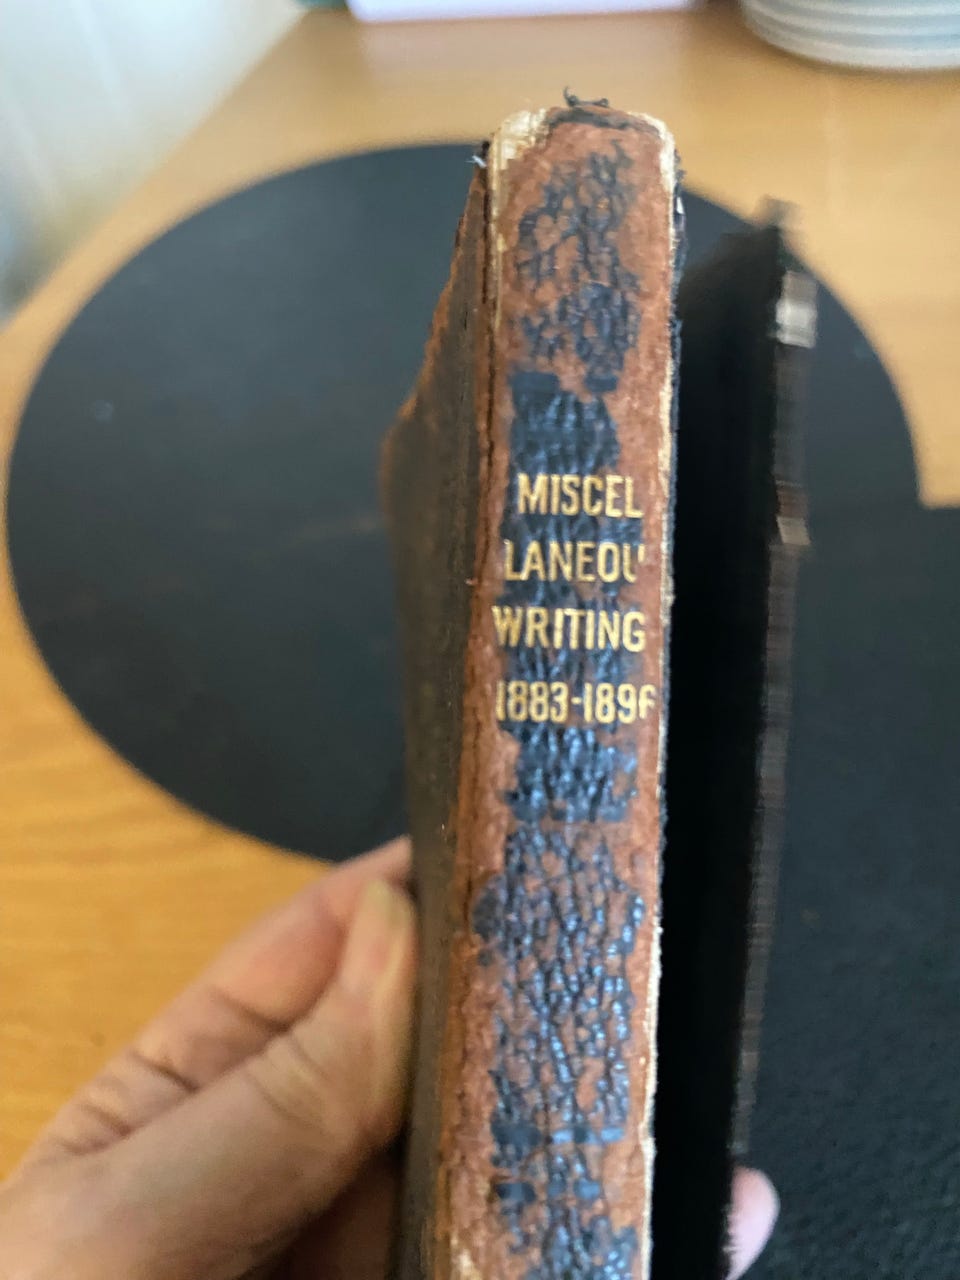 MISCEL
LANEOU
WRITING
1883-1896